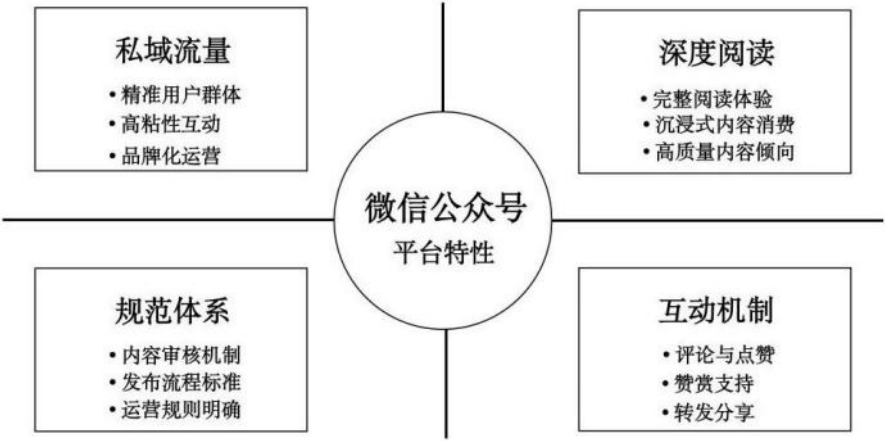 私域流量
• 精准用户群体
• 高粘性互动
• 品牌化运营
深度阅读
• 完整阅读体验
• 沉浸式内容消费
• 高质量内容倾向
微信公众号
平台特性
规范体系
• 内容审核机制
• 发布流程标准
• 运营规则明确
互动机制
• 评论与点赞
• 赞赏支持
• 转发分享